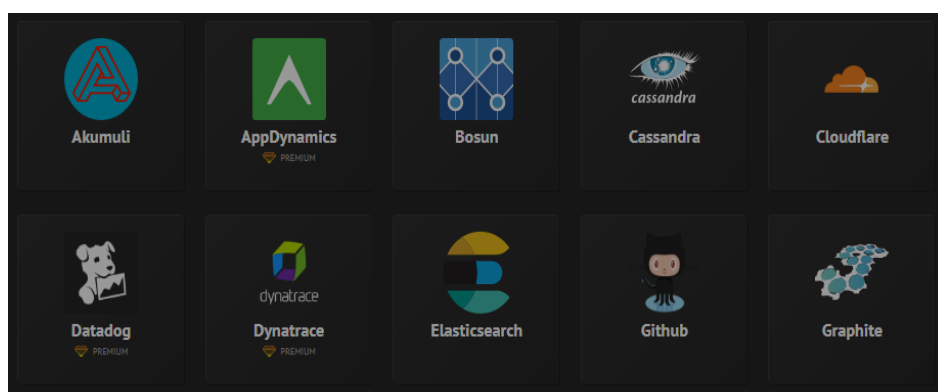 cassandra
Akumuli
AppDynamics
PREMIUM
Bosun
Cassandra
Cloudflare
dynatrace
Datadog
PREMIUM
Dynatrace
PREMIUM
Elasticsearch
Github
Graphite